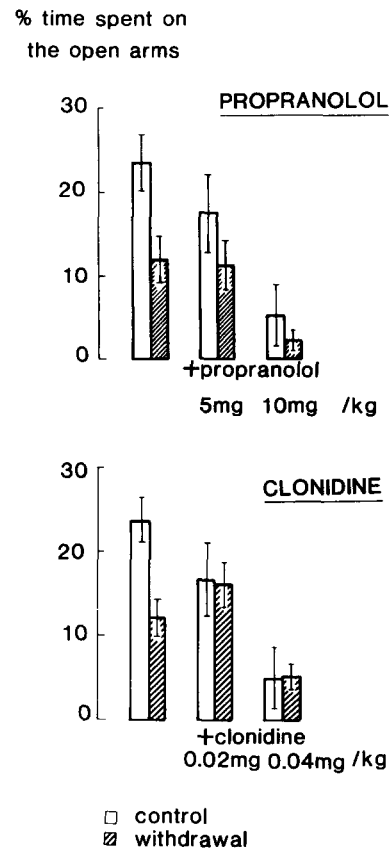 % time spent on
the open arms
30
PROPRANOLOL
20
10
0
+propranolol
5mg 10mg /kg
30
CLONIDINE
20
10
0
+clonidine
0.02mg 0.04mg /kg
control
withdrawal